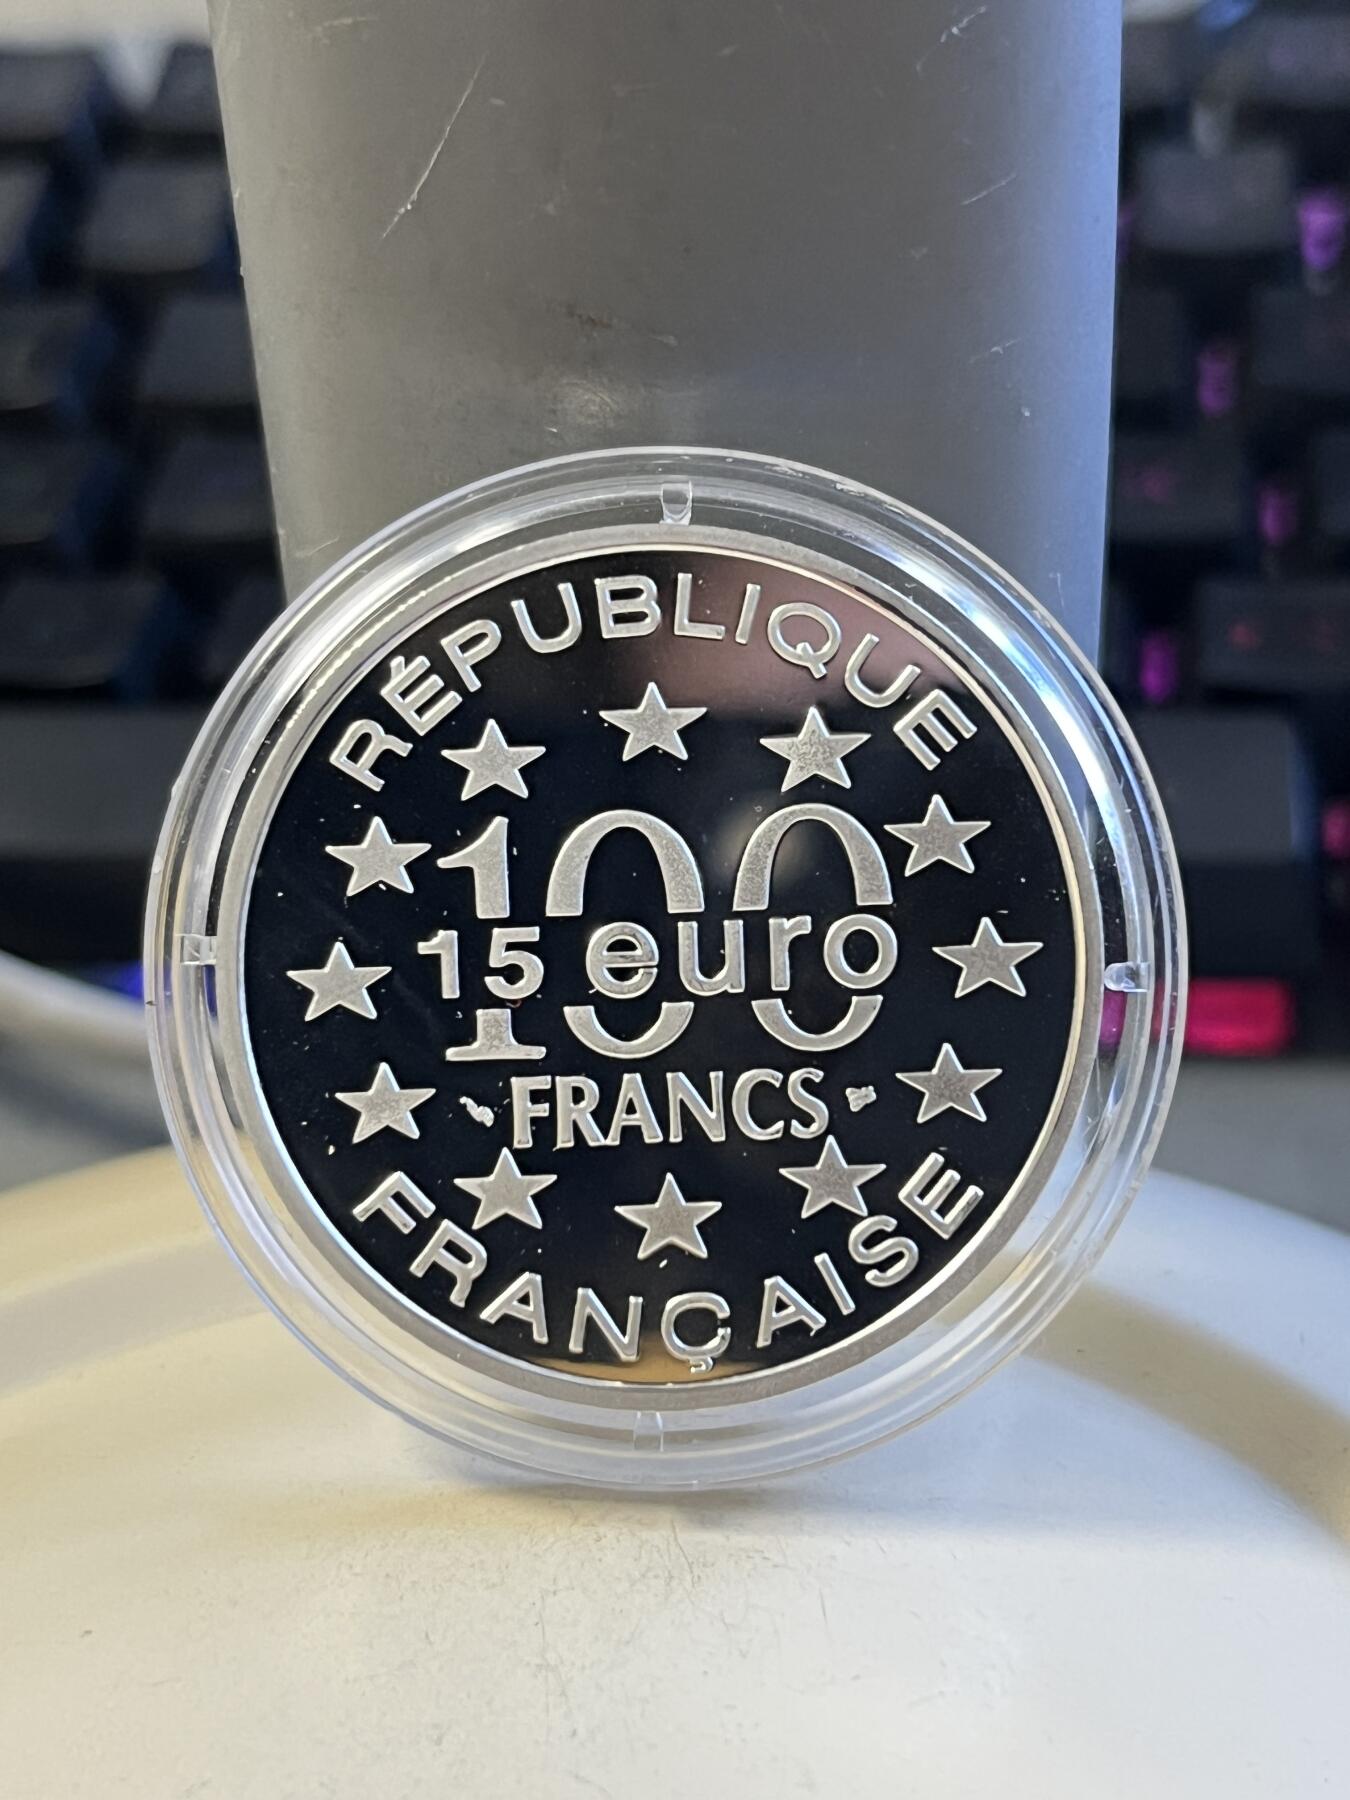 RÉPUBLIQUE
100
15 euro
FRANCS
FRANÇAISE